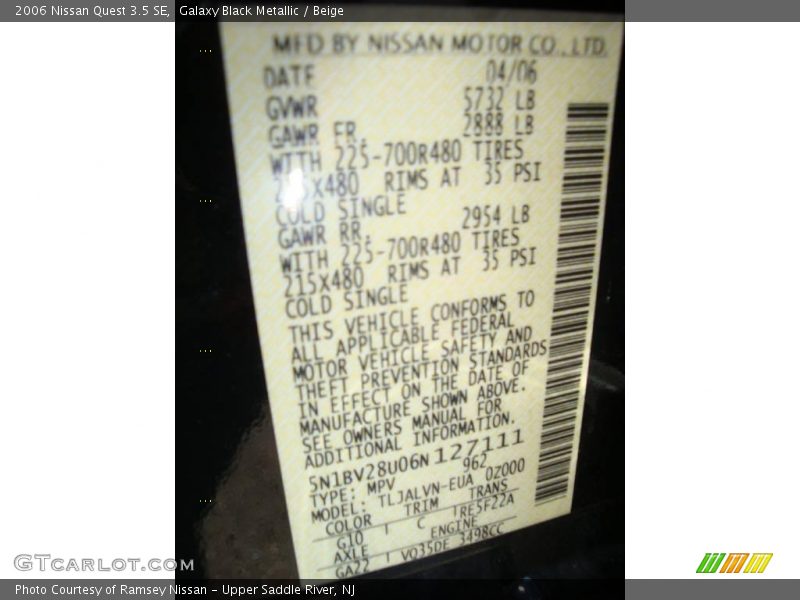 2006 Nissan Quest 3.5 SE, Galaxy Black Metallic / Beige
MFD BY NISSAN MOTOR CO., LTD.
DATE 04/06
GVWR 5732 LB
GAWR FR. 2888 LB
WITH 225-700R480 TIRES
215X480 RIMS AT 35 PSI
COLD SINGLE
GAWR RR. 2954 LB
WITH 225-700R480 TIRES
215X480 RIMS AT 35 PSI
COLD SINGLE
THIS VEHICLE CONFORMS TO
ALL APPLICABLE FEDERAL
MOTOR VEHICLE SAFETY AND
THEFT PREVENTION STANDARDS
IN EFFECT ON THE DATE OF
MANUFACTURE SHOWN ABOVE.
SEE OWNERS MANUAL FOR
ADDITIONAL INFORMATION.
5N1BV28U06N127111
TYPE: MPV 962
MODEL: TLJALVN-EUA 0Z000
COLOR TRIM TRANS
G10 C RE5F22A
AXLE ENGINE
GA22 VQ35DE 3498CC
GTCARLOT.COM
Photo Courtesy of Ramsey Nissan - Upper Saddle River, NJ